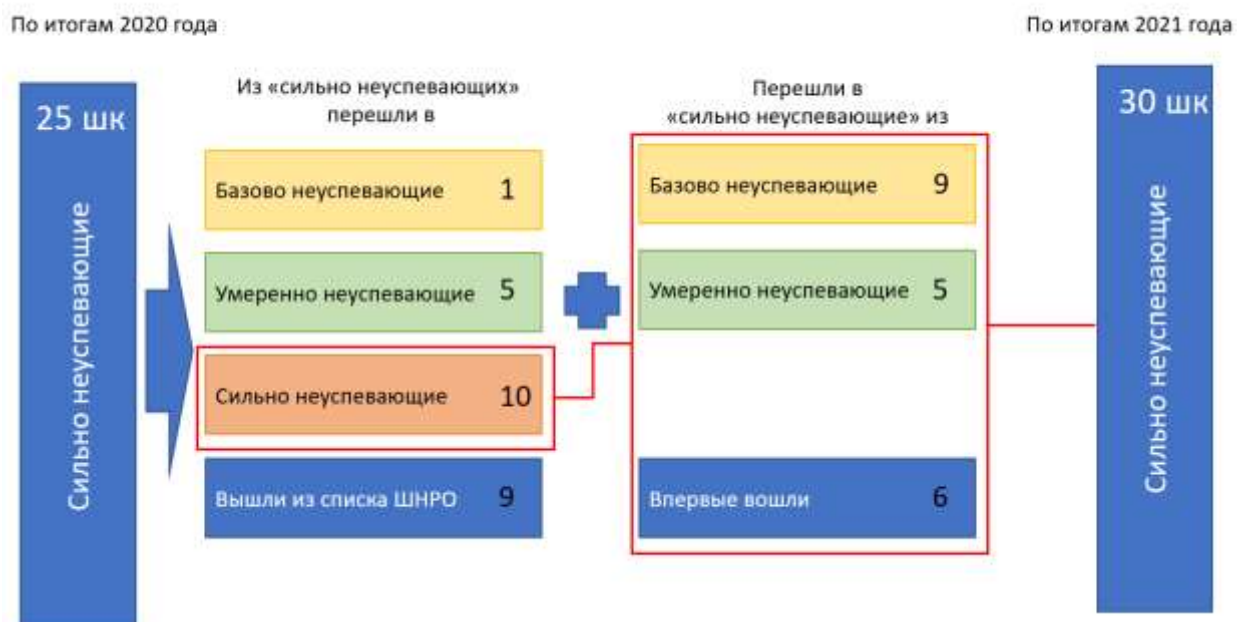 По итогам 2020 года
По итогам 2021 года
25 шк
Сильно неуспевающие
Из «сильно неуспевающих»
перешли в
Базово неуспевающие 1
Умеренно неуспевающие 5
Сильно неуспевающие 10
Вышли из списка ШНРО 9
Перешли в
«сильно неуспевающие» из
Базово неуспевающие 9
Умеренно неуспевающие 5
Впервые вошли 6
30 шк
Сильно неуспевающие